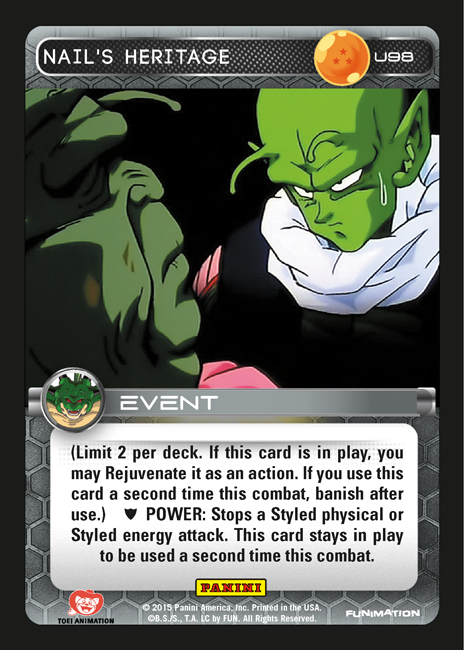 NAIL'S HERITAGE U98
EVENT
(Limit 2 per deck. If this card is in play, you
may Rejuvenate it as an action. If you use this
card a second time this combat, banish after
use.) POWER: Stops a Styled physical or
Styled energy attack. This card stays in play
to be used a second time this combat.
PANINI
© 2015 Panini America, Inc. Printed in the USA.
©B.S./S., T.A. LC by FUN. All Rights Reserved.
TOEI ANIMATION
FUNIMATION